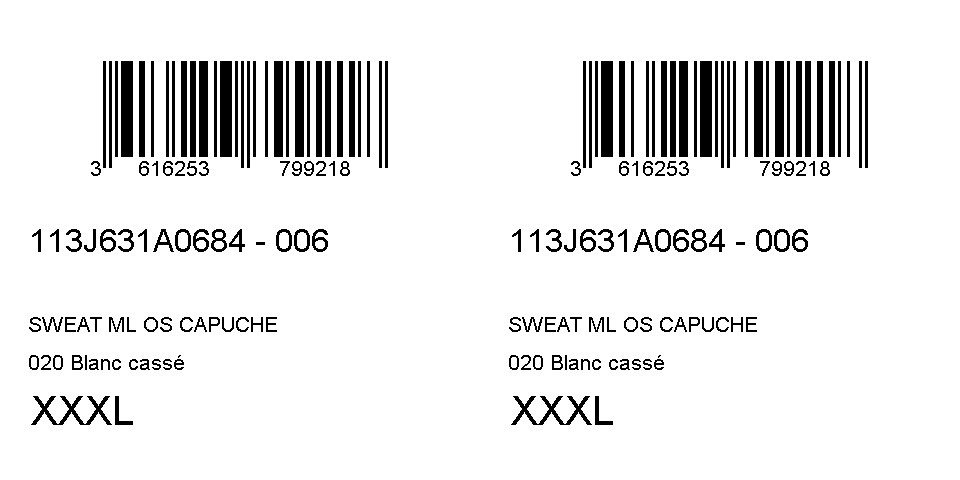 3 616253 799218
113J631A0684 - 006
SWEAT ML OS CAPUCHE
020 Blanc cassé
XXXL
3 616253 799218
113J631A0684 - 006
SWEAT ML OS CAPUCHE
020 Blanc cassé
XXXL